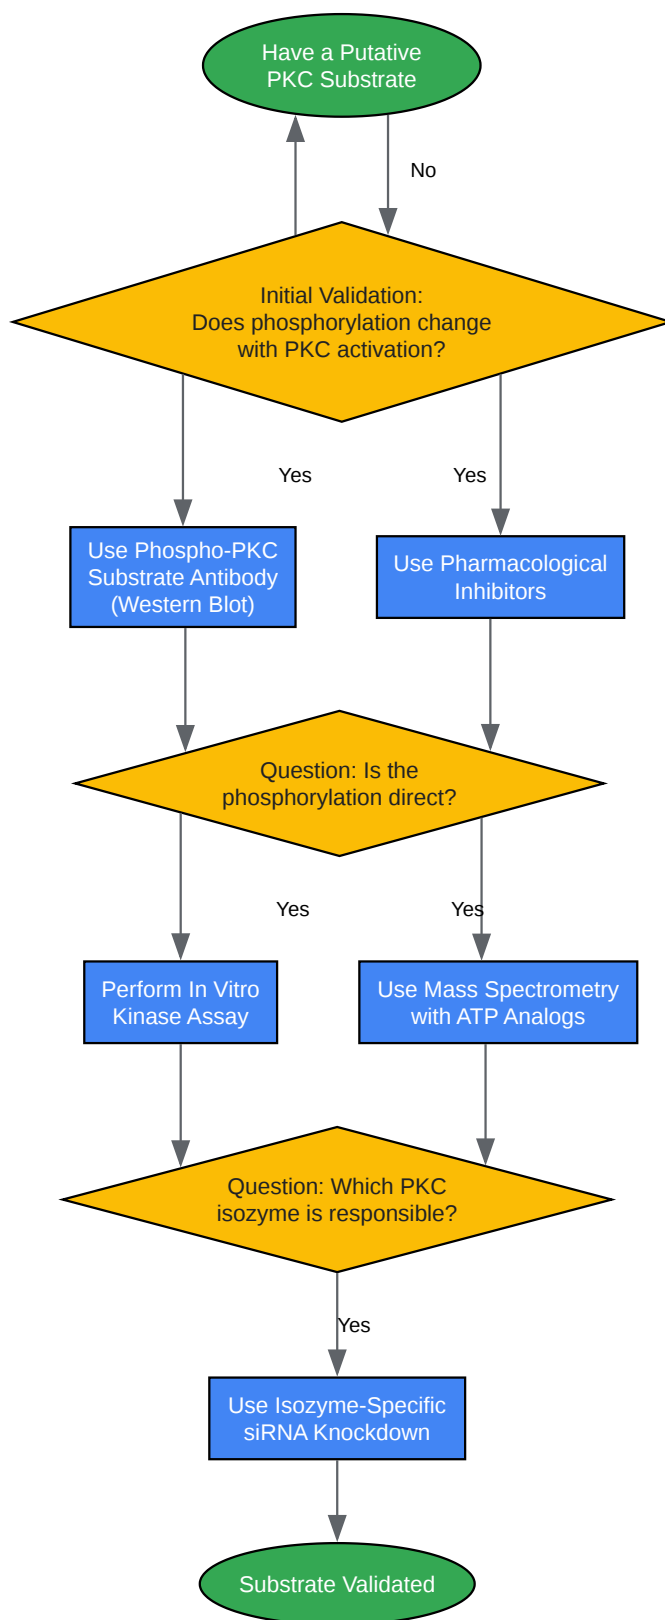 Have a Putative
PKC Substrate
No
Initial Validation:
Does phosphorylation change
with PKC activation?
Yes
Yes
Use Phospho-PKC
Substrate Antibody
(Western Blot)
Use Pharmacological
Inhibitors
Question: Is the
phosphorylation direct?
Yes
Yes
Perform In Vitro
Kinase Assay
Use Mass Spectrometry
with ATP Analogs
Question: Which PKC
isozyme is responsible?
Yes
Use Isozyme-Specific
siRNA Knockdown
Substrate Validated